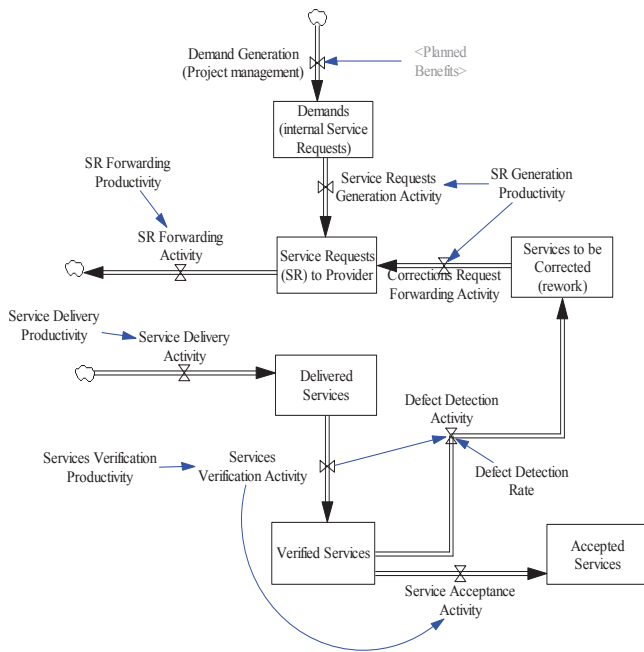 Demand Generation
(Project management)
<Planned
Benefits>
Demands
(internal Service
Requests)
SR Forwarding
Productivity
Service Requests
Generation Activity
SR Generation
Productivity
SR Forwarding
Activity
Service Requests
(SR) to Provider
Corrections Request
Forwarding Activity
Services to be
Corrected
(rework)
Service Delivery
Productivity
Service Delivery
Activity
Delivered
Services
Defect Detection
Activity
Services Verification
Productivity
Services
Verification Activity
Defect Detection
Rate
Verified Services
Accepted
Services
Service Acceptance
Activity